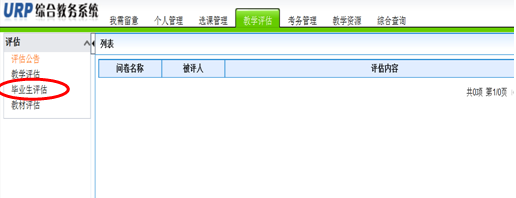 URP综合教务系统
我需留意 个人管理 选课管理 教学评估 考务管理 教学资源 综合查询
评估
列表
评估公告
教学评估
毕业生评估
教材评估
问卷名称 被评人 评估内容
共0项 第1/0页